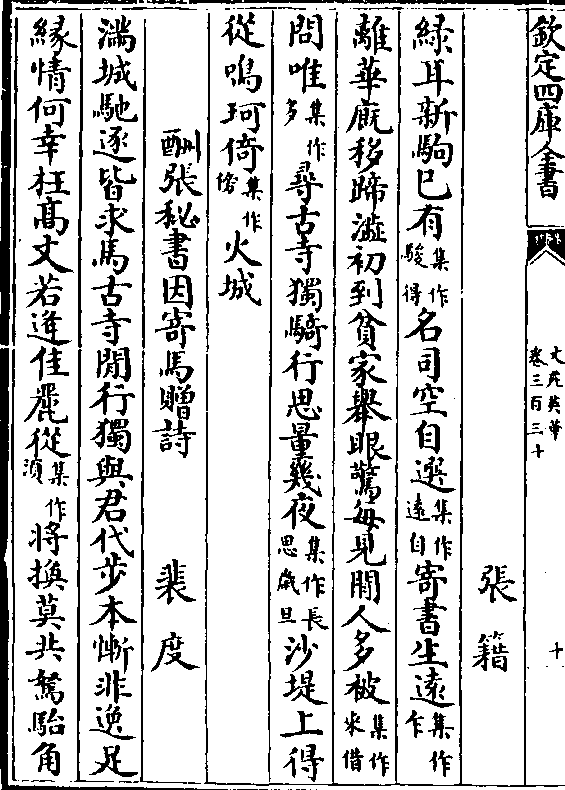 欽定四庫全書
文苑英華
卷三百三十
十
張籍
綠耳新駒已有集作駿得名司空自選集作遠自寄書生遠集作乍
離華廐移蹄澁初到貧家舉眼驚每見閒人多被集作來借
問唯集作多尋古寺獨騎行思量幾夜集作長思歲旦沙堤上得
從鳴珂倚集作傍火城
酬張秘書因寄馬贈詩 裴度
滿城馳逐皆求馬古寺閒行獨與君代步本慚非逸足
緣情何幸枉高文若逢佳麗從集作須將換莫共駑駘角